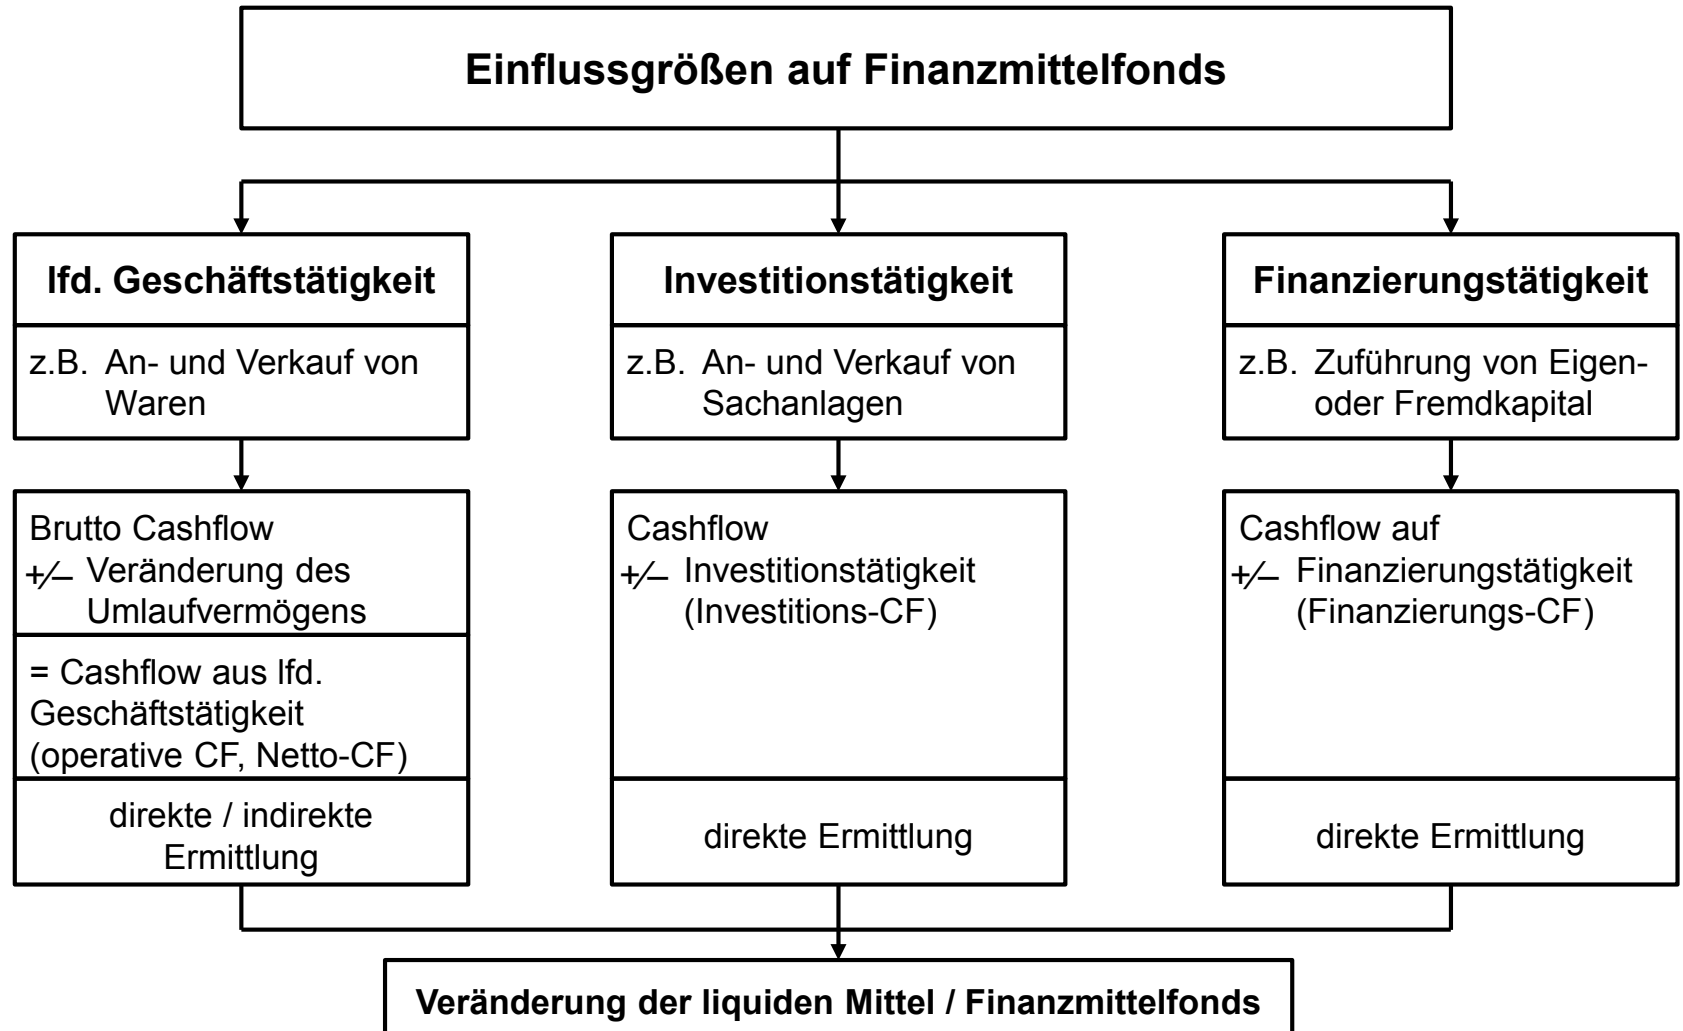 Einflussgrößen auf Finanzmittelfonds
lfd. Geschäftstätigkeit
z.B. An- und Verkauf von
Waren
Brutto Cashflow
+/– Veränderung des
Umlaufvermögens
= Cashflow aus lfd.
Geschäftstätigkeit
(operative CF, Netto-CF)
direkte / indirekte
Ermittlung
Investitionstätigkeit
z.B. An- und Verkauf von
Sachanlagen
Cashflow
+/– Investitionstätigkeit
(Investitions-CF)
direkte Ermittlung
Finanzierungstätigkeit
z.B. Zuführung von Eigen-
oder Fremdkapital
Cashflow auf
+/– Finanzierungstätigkeit
(Finanzierungs-CF)
direkte Ermittlung
Veränderung der liquiden Mittel / Finanzmittelfonds